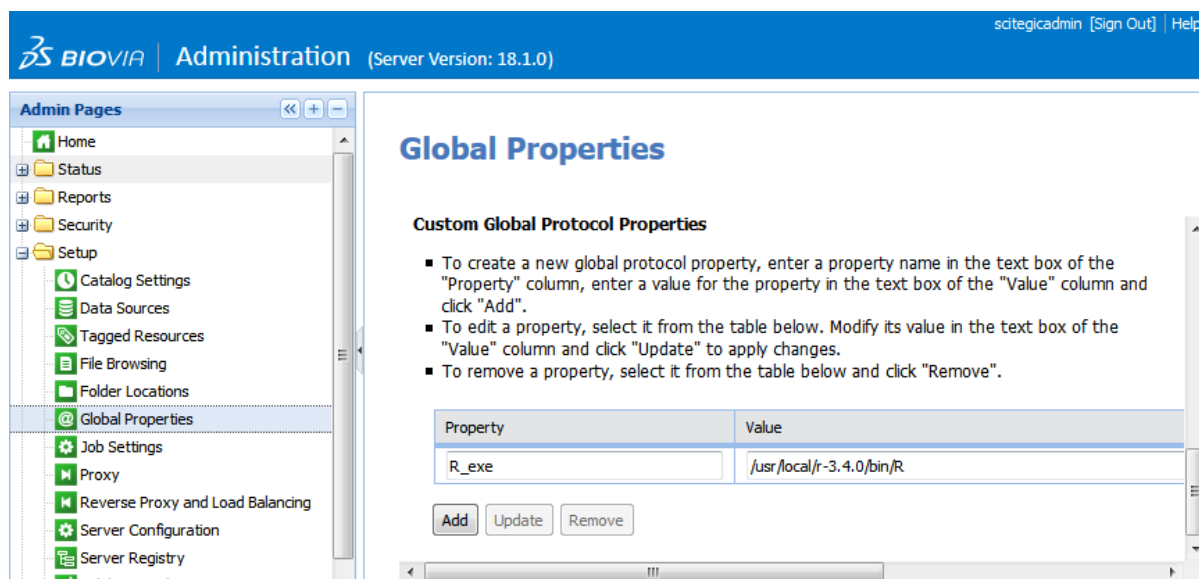 scitegicadmin [Sign Out] | Help
BIOVIA | Administration (Server Version: 18.1.0)
Admin Pages
Home
Status
Reports
Security
Setup
Catalog Settings
Data Sources
Tagged Resources
File Browsing
Folder Locations
Global Properties
Job Settings
Proxy
Reverse Proxy and Load Balancing
Server Configuration
Server Registry
Global Properties
Custom Global Protocol Properties
To create a new global protocol property, enter a property name in the text box of the
"Property" column, enter a value for the property in the text box of the "Value" column and
click "Add".
To edit a property, select it from the table below. Modify its value in the text box of the
"Value" column and click "Update" to apply changes.
To remove a property, select it from the table below and click "Remove".
Property Value
R_exe /usr/local/r-3.4.0/bin/R
Add Update Remove